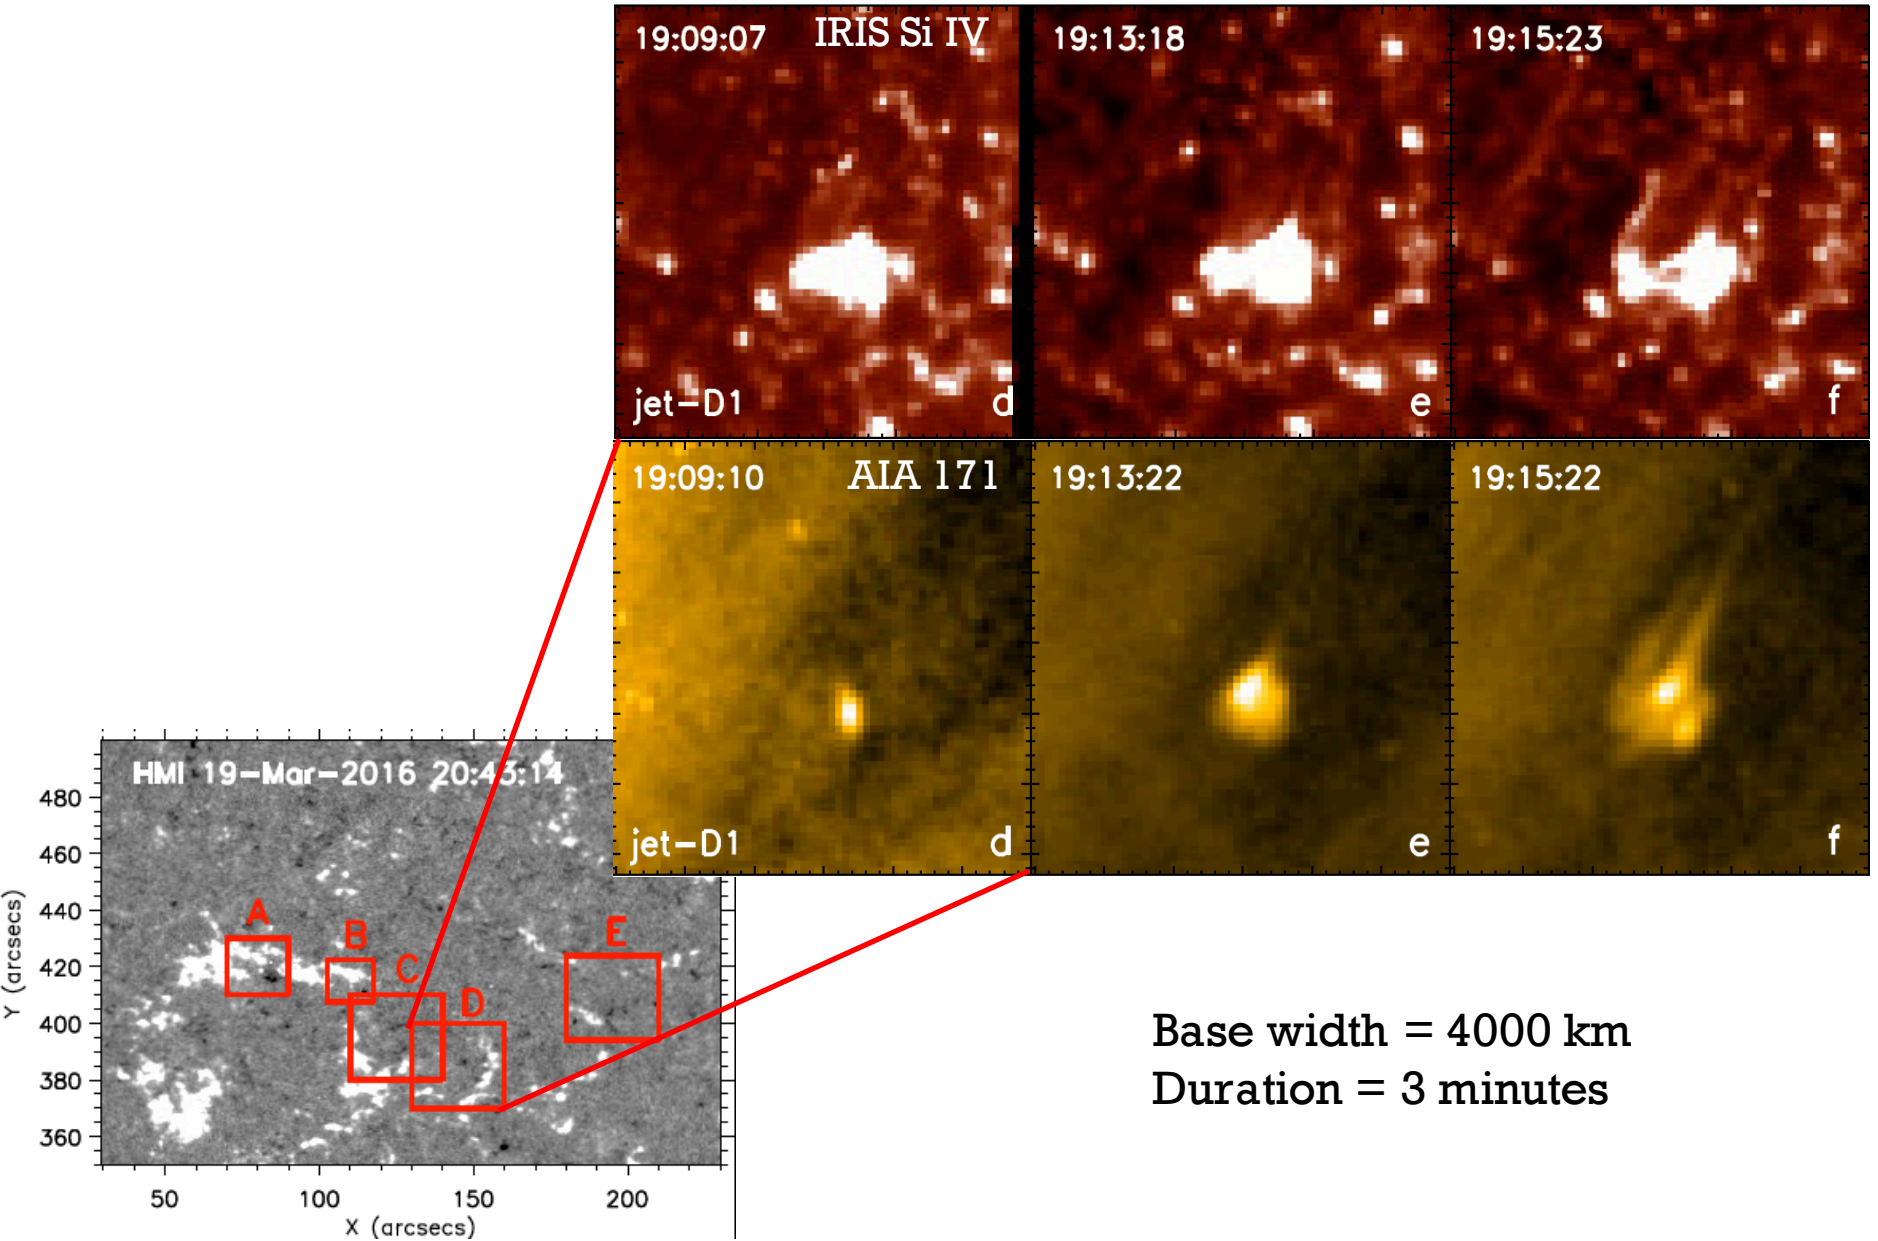 19:09:07 IRIS Si IV 19:13:18 19:15:23
jet-D1 d e f
19:09:10 AIA 171 19:13:22 19:15:22
jet-D1 d e f
HMI 19-Mar-2016 20:43:14
480
460
440
420
400
380
360
Y (arcsecs)
A
B
C
D
E
50 100 150 200
X (arcsecs)
Base width = 4000 km
Duration = 3 minutes